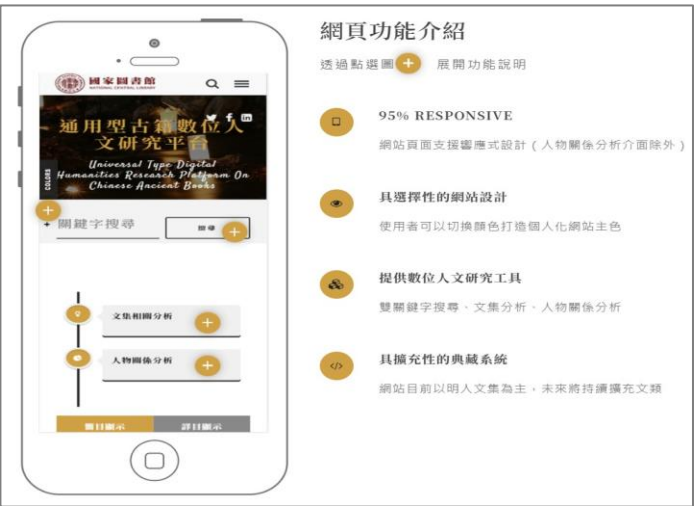 國家圖書館
NATIONAL CENTRAL LIBRARY
通用型古籍數位人
文研究平台
Universal Type Digital
Humanities Research Platform On
Chinese Ancient Books
COLORS
關鍵字搜尋
文集相關分析
人物關係分析
簡目顯示
詳目顯示
網頁功能介紹
透過點選圖 + 展開功能說明
95% RESPONSIVE
網站頁面支援響應式設計(人物關係分析介面除外)
具選擇性的網站設計
使用者可以切換顏色打造個人化網站主色
提供數位人文研究工具
雙關鍵字搜尋、文集分析、人物關係分析
具擴充性的典藏系統
網站目前以明人文集為主,未來將持續擴充文類